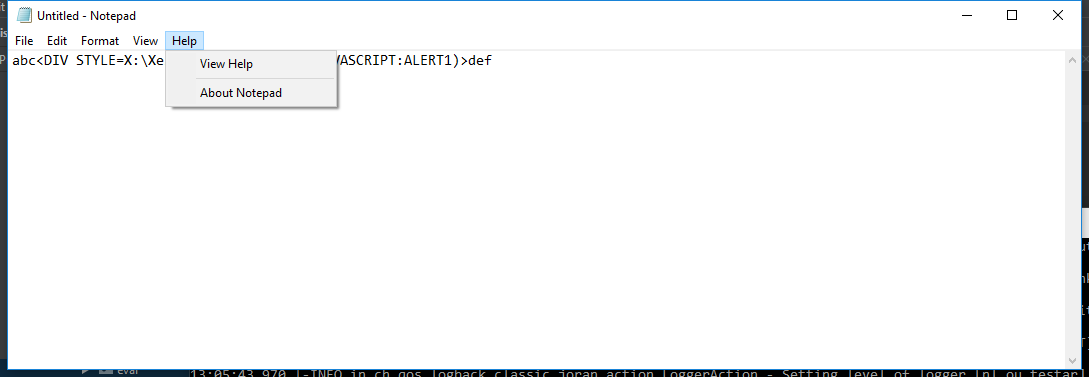 Untitled - Notepad
File Edit Format View Help
abc<DIV STYLE=X:\Xe VASCRIPT:ALERT1)>def
View Help
About Notepad
eval
13:05:43,970 |-INFO in ch.qos.logback.classic.joran.action.LoggerAction - Setting level of logger [nl.ou.testar